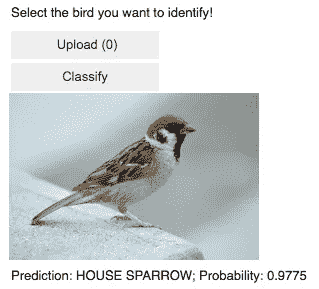 Select the bird you want to identify!
Upload (0)
Classify
Prediction: HOUSE SPARROW; Probability: 0.9775